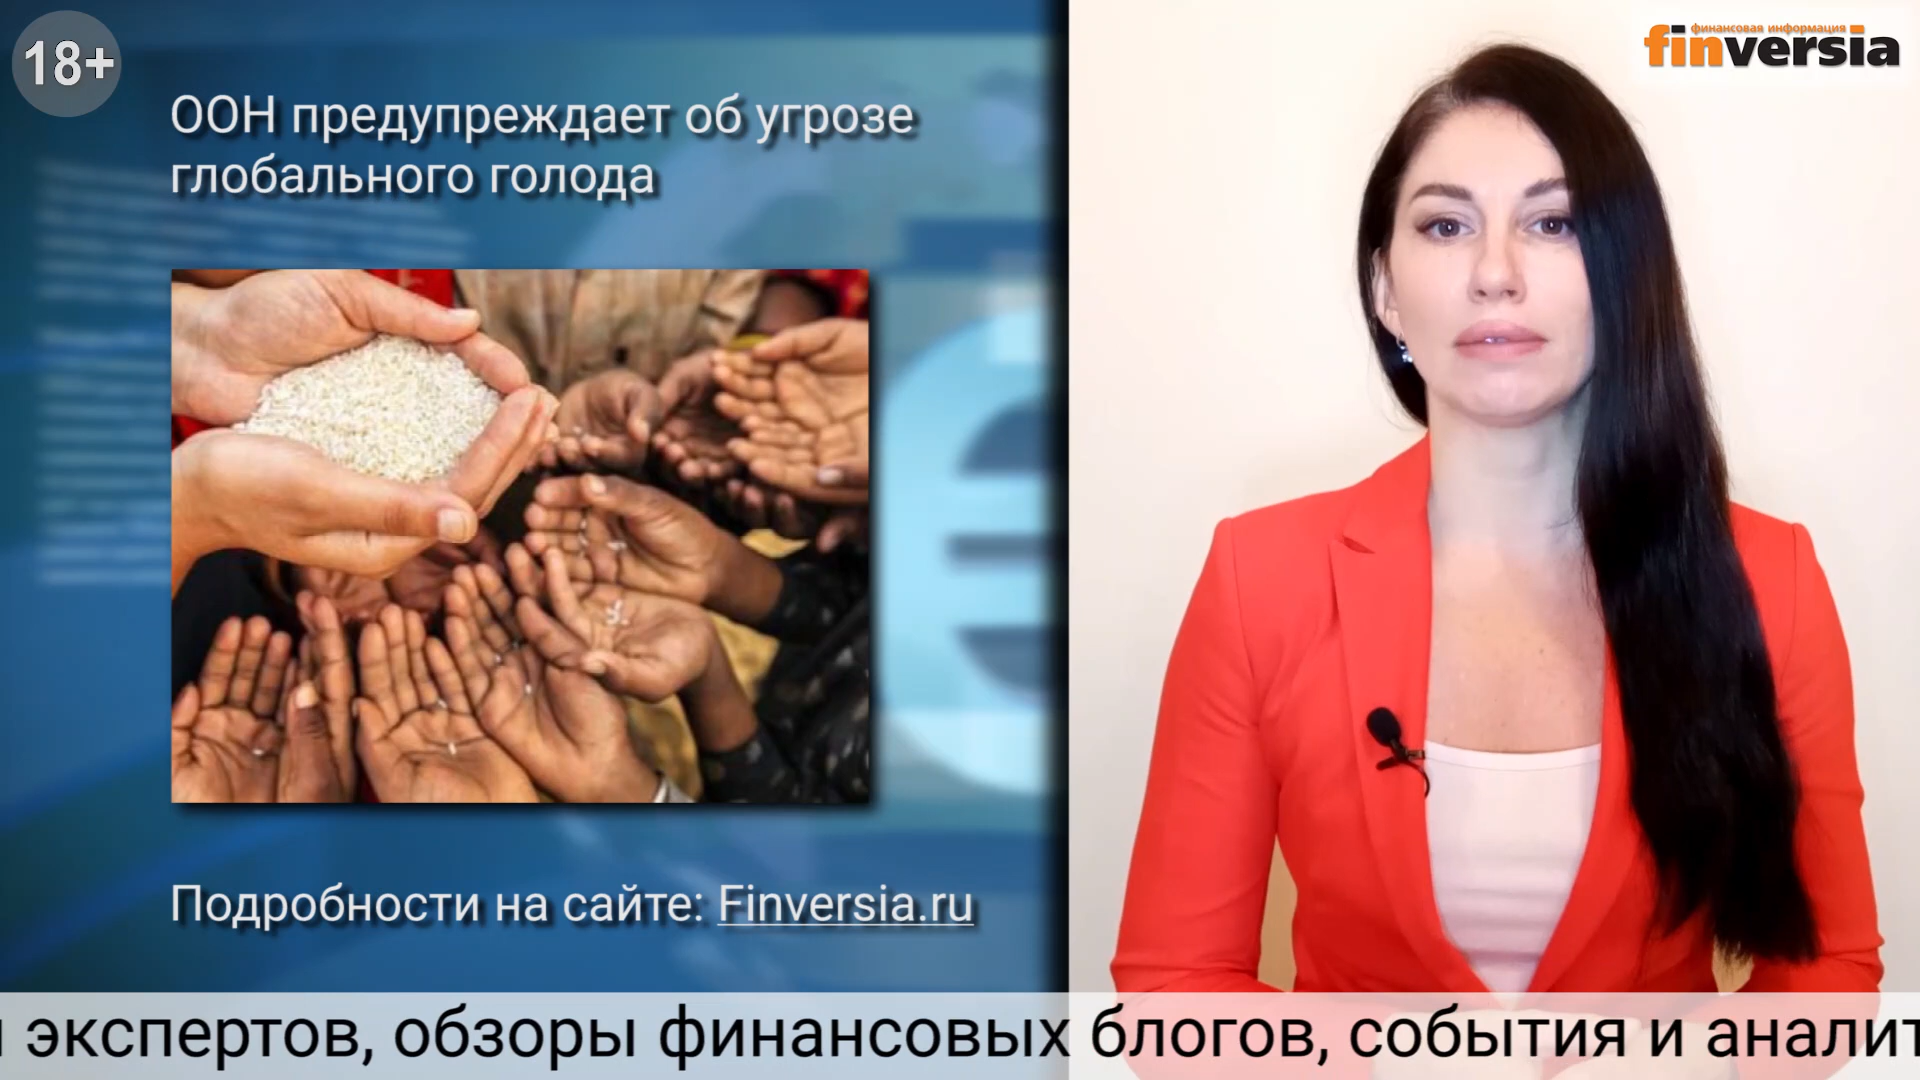 18+
финансовая информация
finversia
ООН предупреждает об угрозе
глобального голода
Подробности на сайте: Finversia.ru
экспертов, обзоры финансовых блогов, события и аналит